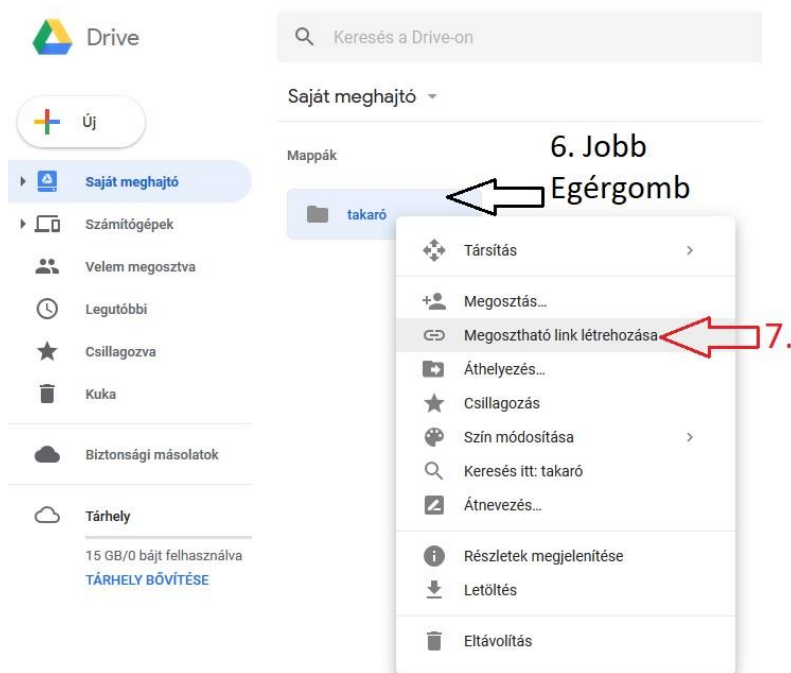 Drive
Keresés a Drive-on
Új
Saját meghajtó
Számítógépek
Velem megosztva
Legutóbbi
Csillagozva
Kuka
Biztonsági másolatok
Tárhely
15 GB/0 bájt felhasználva
TÁRHELY BŐVÍTÉSE
Saját meghajtó
Mappák
takaró
6. Jobb
Egérgomb
Társítás
Megosztás...
Megosztható link létrehozása
7.
Áthelyezés...
Csillagozás
Szín módosítása
Keresés itt: takaró
Átnevezés...
Részletek megjelenítése
Letöltés
Eltávolítás